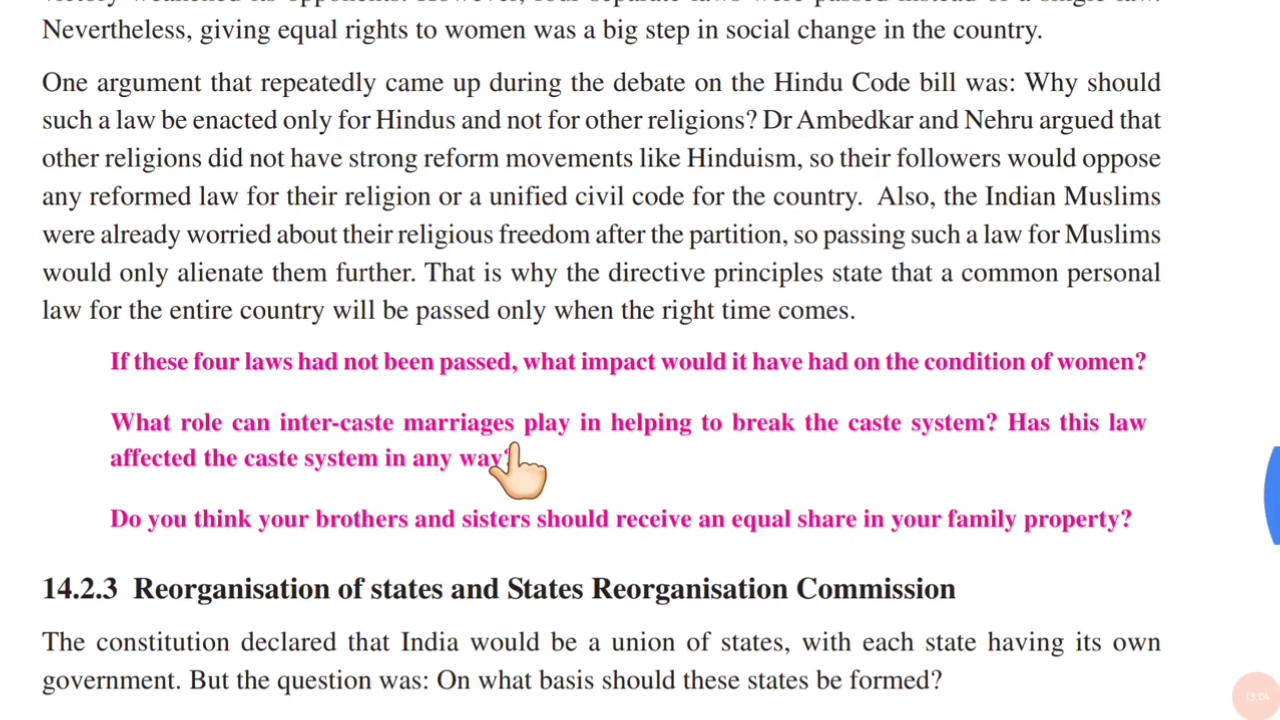 Nevertheless, giving equal rights to women was a big step in social change in the country.
One argument that repeatedly came up during the debate on the Hindu Code bill was: Why should
such a law be enacted only for Hindus and not for other religions? Dr Ambedkar and Nehru argued that
other religions did not have strong reform movements like Hinduism, so their followers would oppose
any reformed law for their religion or a unified civil code for the country. Also, the Indian Muslims
were already worried about their religious freedom after the partition, so passing such a law for Muslims
would only alienate them further. That is why the directive principles state that a common personal
law for the entire country will be passed only when the right time comes.
If these four laws had not been passed, what impact would it have had on the condition of women?
What role can inter-caste marriages play in helping to break the caste system? Has this law
affected the caste system in any way?
Do you think your brothers and sisters should receive an equal share in your family property?
14.2.3 Reorganisation of states and States Reorganisation Commission
The constitution declared that India would be a union of states, with each state having its own
government. But the question was: On what basis should these states be formed?